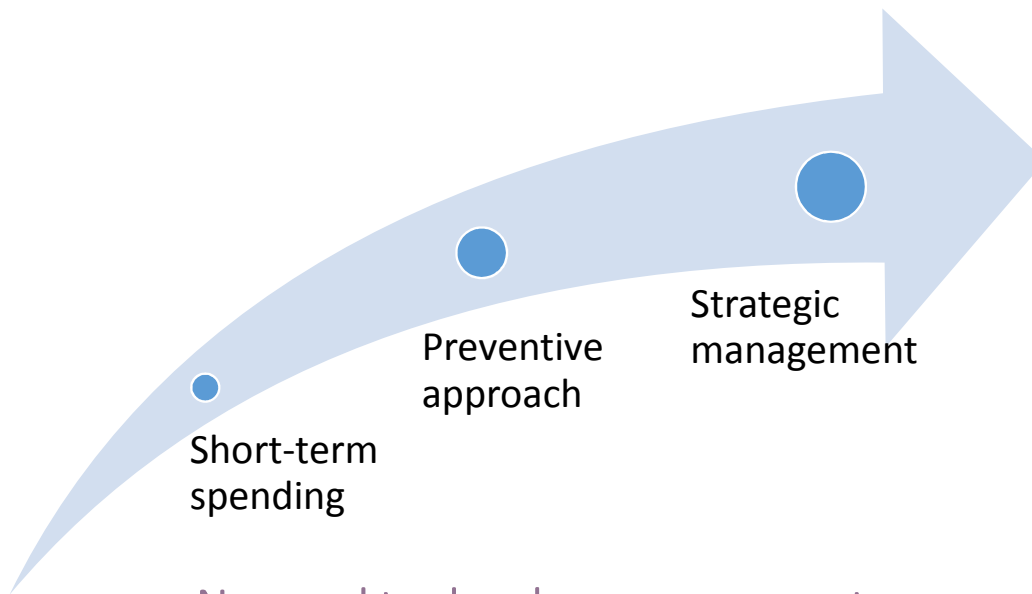 Short-term
spending
Preventive
approach
Strategic
management